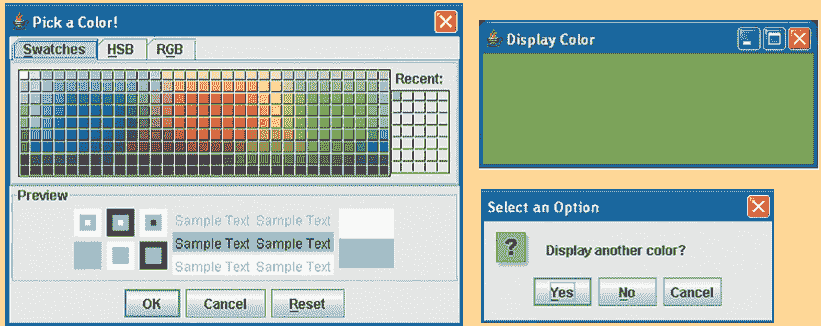 Pick a Color!
Swatches HSB RGB
Recent:
Preview
Sample Text Sample Text
Sample Text Sample Text
Sample Text Sample Text
OK Cancel Reset
Display Color
Select an Option
?
Display another color?
Yes No Cancel